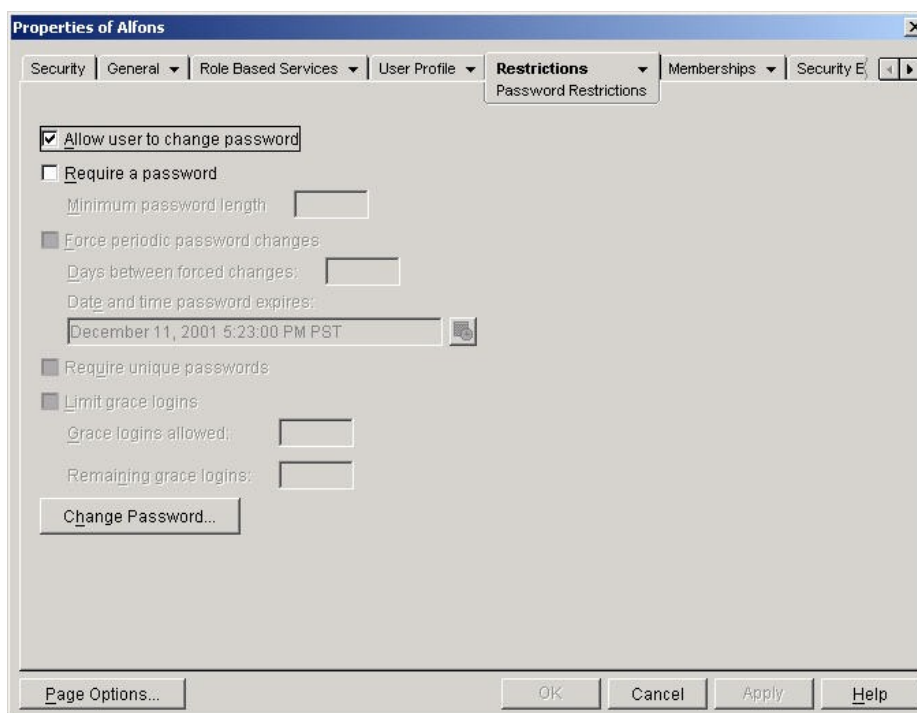 Properties of Alfons
Security General Role Based Services User Profile Restrictions Memberships Security E
Password Restrictions
Allow user to change password
Require a password
Minimum password length
Force periodic password changes
Days between forced changes:
Date and time password expires:
December 11, 2001 5:23:00 PM PST
Require unique passwords
Limit grace logins
Grace logins allowed:
Remaining grace logins:
Change Password...
Page Options... OK Cancel Apply Help